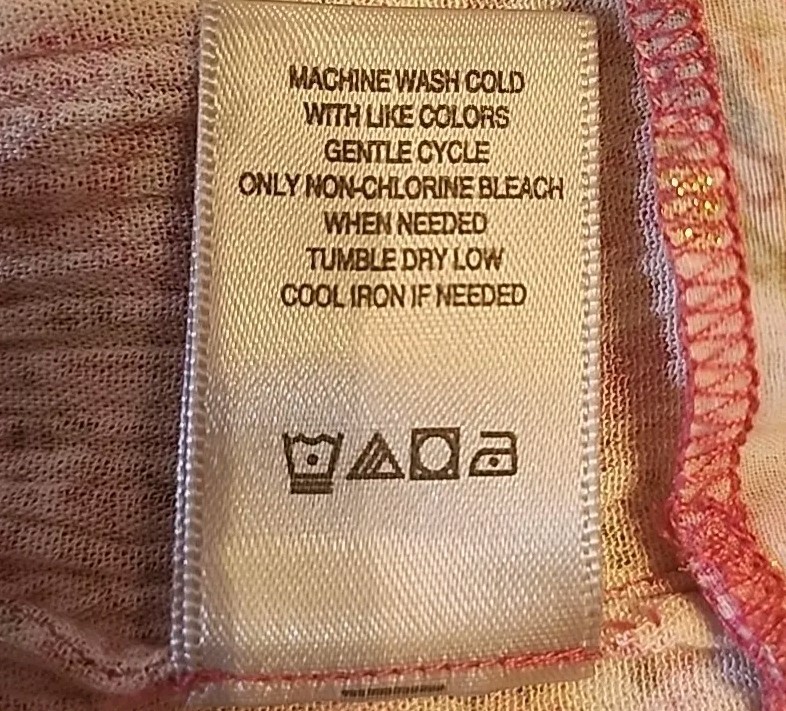 MACHINE WASH COLD
WITH LIKE COLORS
GENTLE CYCLE
ONLY NON-CHLORINE BLEACH
WHEN NEEDED
TUMBLE DRY LOW
COOL IRON IF NEEDED